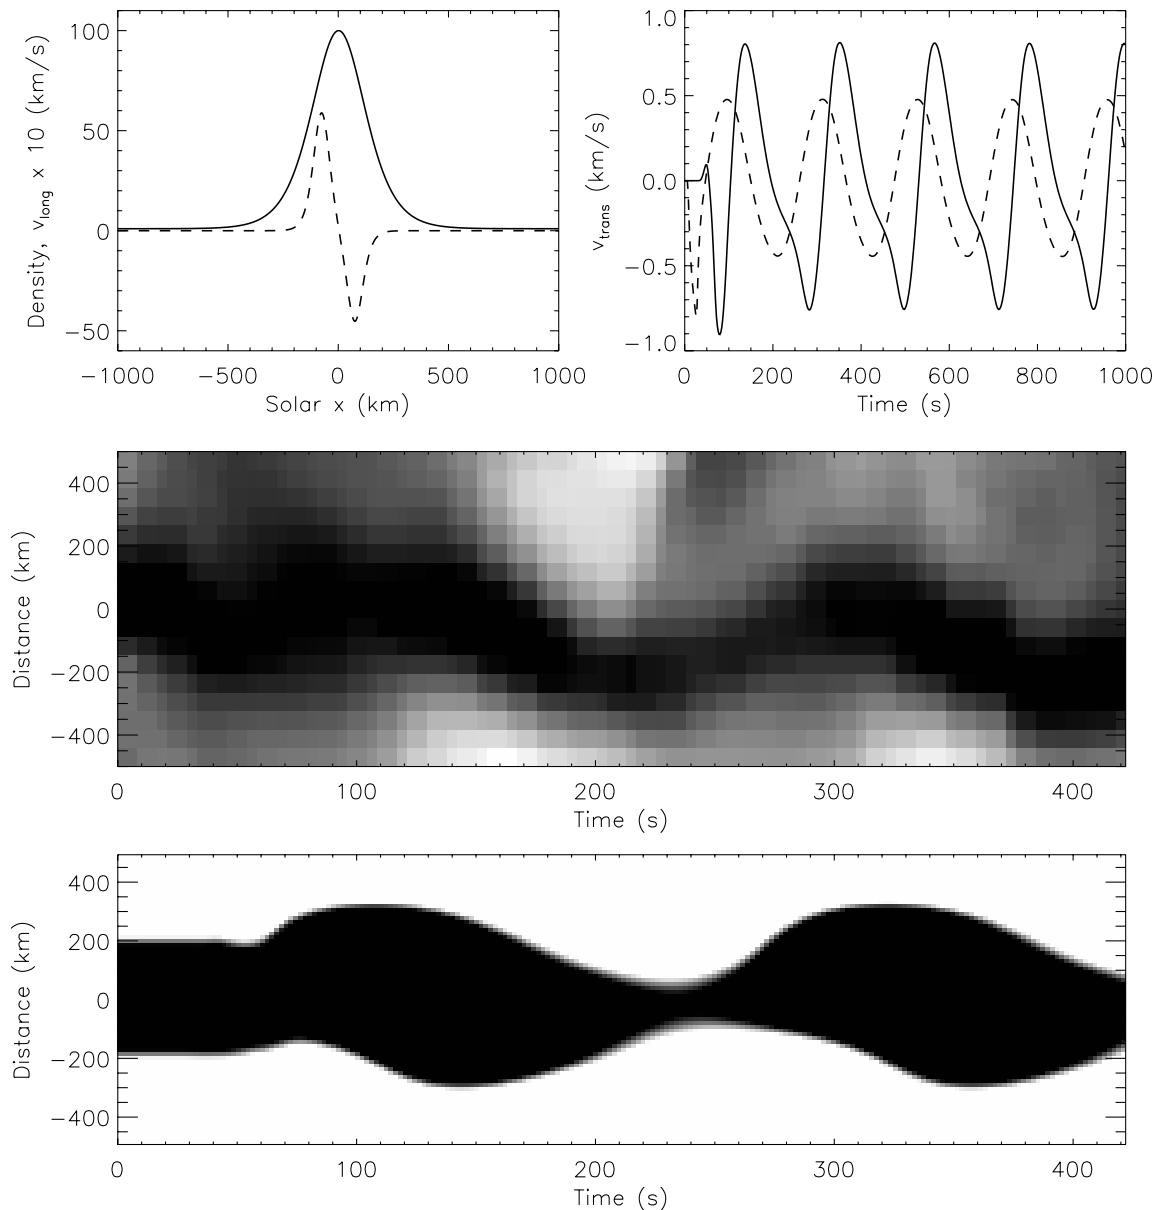 Density, v_long x 10 (km/s)
100
50
0
−50
−1000 −500 0 500 1000
Solar x (km)
v_trans (km/s)
1.0
0.5
0.0
−0.5
−1.0
0 200 400 600 800 1000
Time (s)
Distance (km)
400
200
0
−200
−400
0 100 200 300 400
Time (s)
Distance (km)
400
200
0
−200
−400
0 100 200 300 400
Time (s)